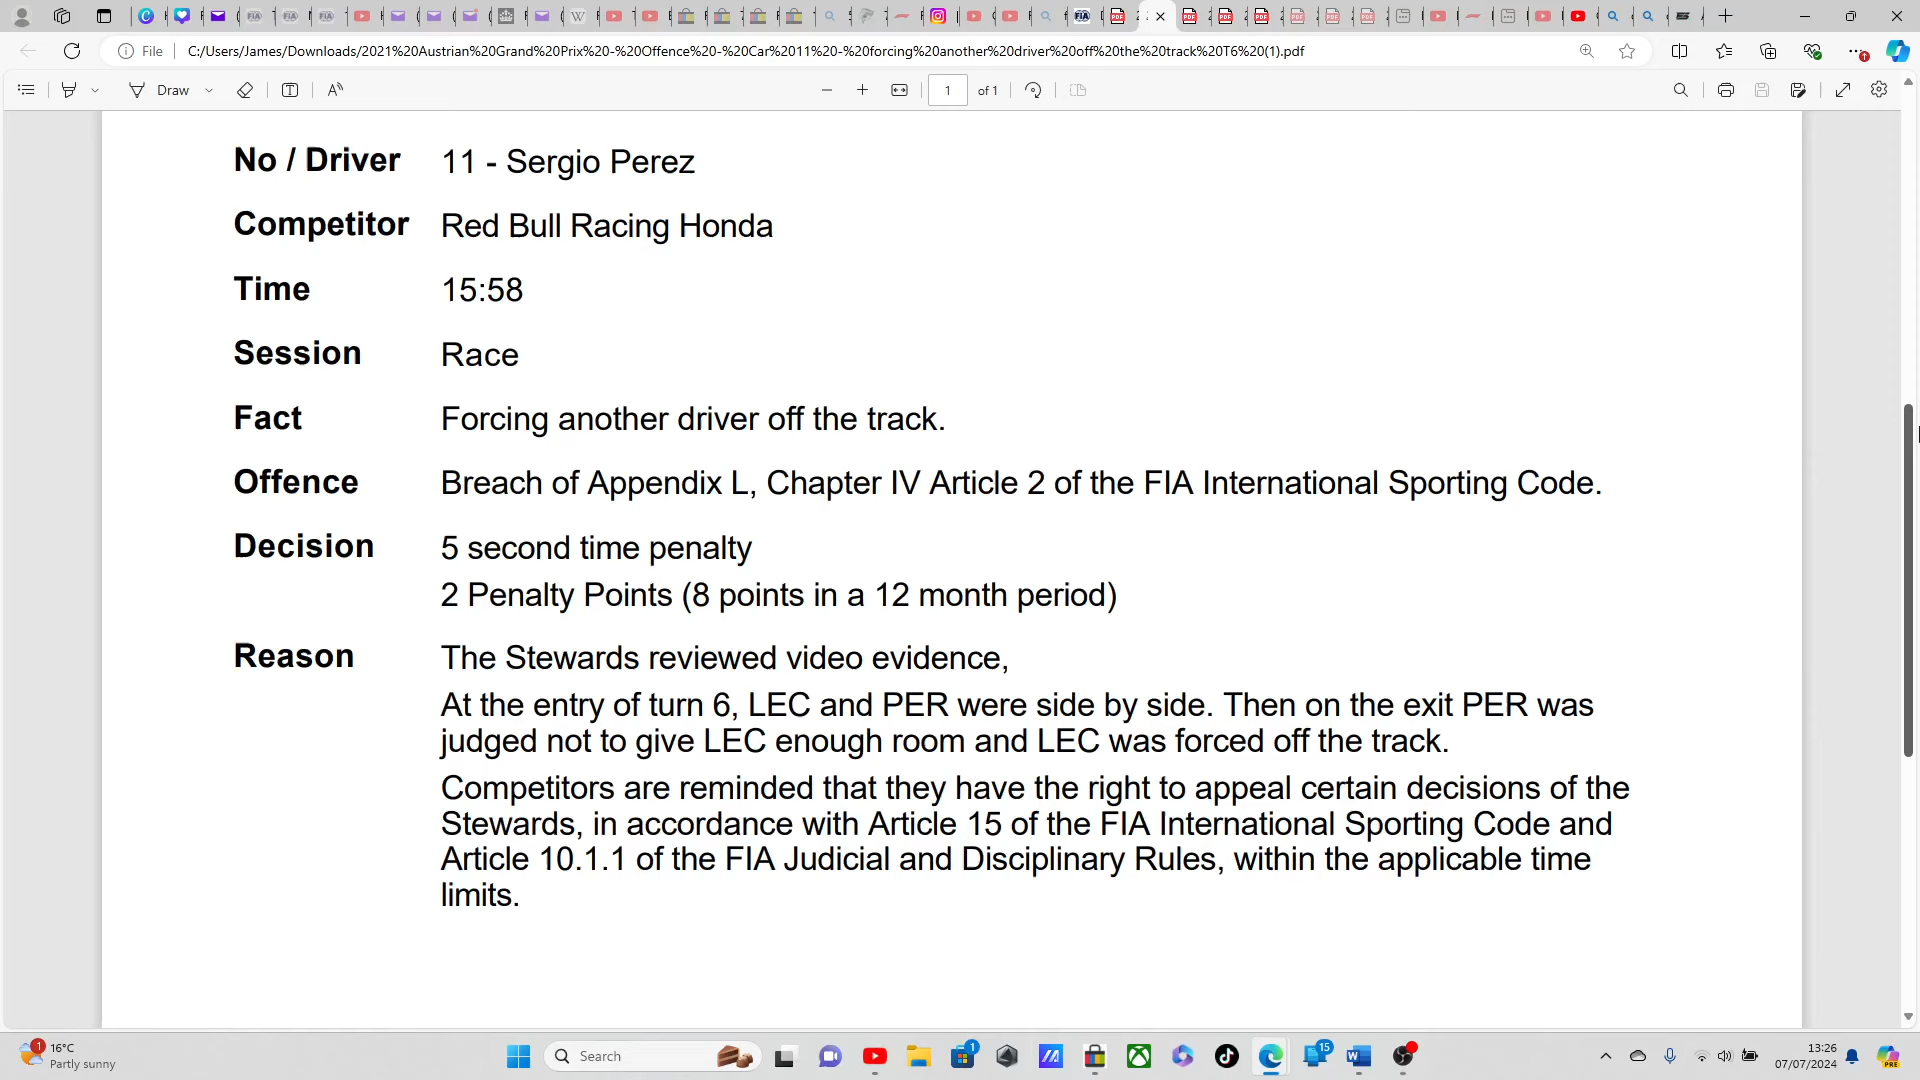 File
C:/Users/James/Downloads/2021%20Austrian%20Grand%20Prix%20-%20Offence%20-%20Car%2011%20-%20forcing%20another%20driver%20off%20the%20track%20T6%20(1).pdf
Draw
1 of 1
No / Driver 11 - Sergio Perez
Competitor Red Bull Racing Honda
Time 15:58
Session Race
Fact Forcing another driver off the track.
Offence Breach of Appendix L, Chapter IV Article 2 of the FIA International Sporting Code.
Decision 5 second time penalty
2 Penalty Points (8 points in a 12 month period)
Reason The Stewards reviewed video evidence,
At the entry of turn 6, LEC and PER were side by side. Then on the exit PER was
judged not to give LEC enough room and LEC was forced off the track.
Competitors are reminded that they have the right to appeal certain decisions of the
Stewards, in accordance with Article 15 of the FIA International Sporting Code and
Article 10.1.1 of the FIA Judicial and Disciplinary Rules, within the applicable time
limits.
1
16°C
Partly sunny
Search
1
15
13:26
07/07/2024
PRE